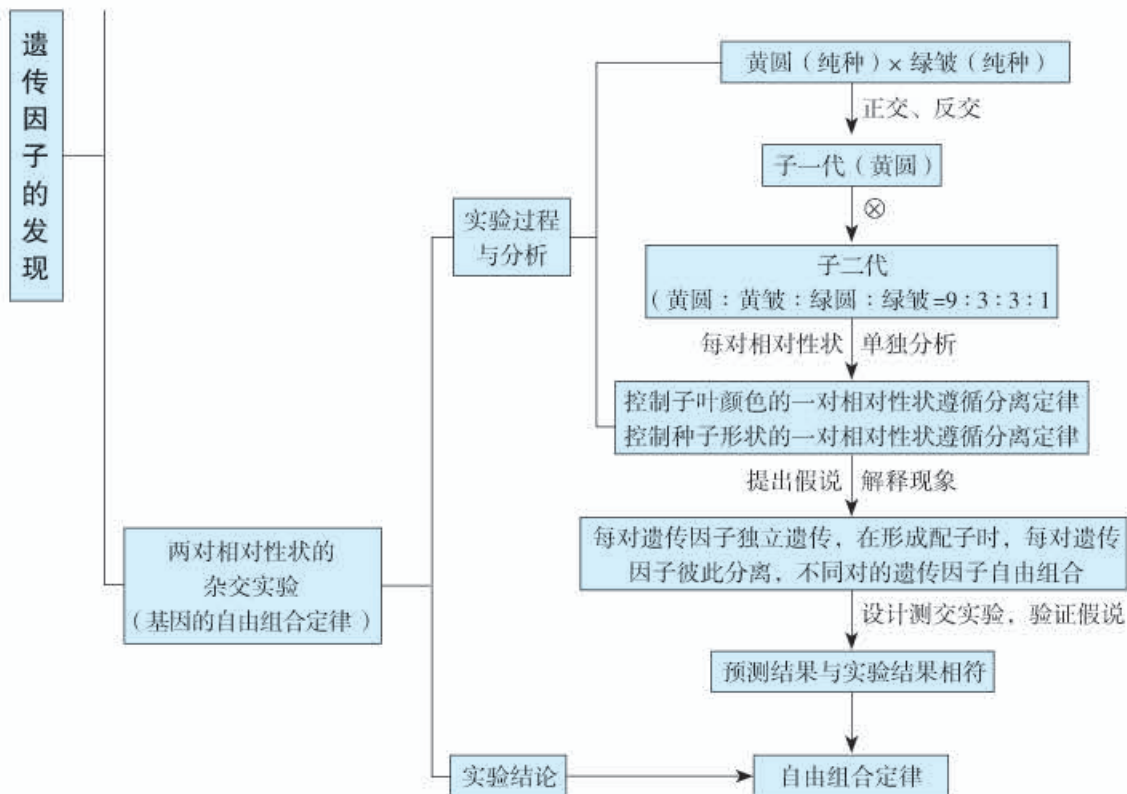 遗传因子的发现
黄圆（纯种）× 绿皱（纯种）
正交、反交
子一代（黄圆）
⊗
实验过程
与分析
子二代
（黄圆：黄皱：绿圆：绿皱=9：3：3：1
每对相对性状 单独分析
控制子叶颜色的一对相对性状遵循分离定律
控制种子形状的一对相对性状遵循分离定律
提出假说 解释现象
每对遗传因子独立遗传，在形成配子时，每对遗传
因子彼此分离，不同对的遗传因子自由组合
两对相对性状的
杂交实验
（基因的自由组合定律）
设计测交实验，验证假说
预测结果与实验结果相符
实验结论
自由组合定律